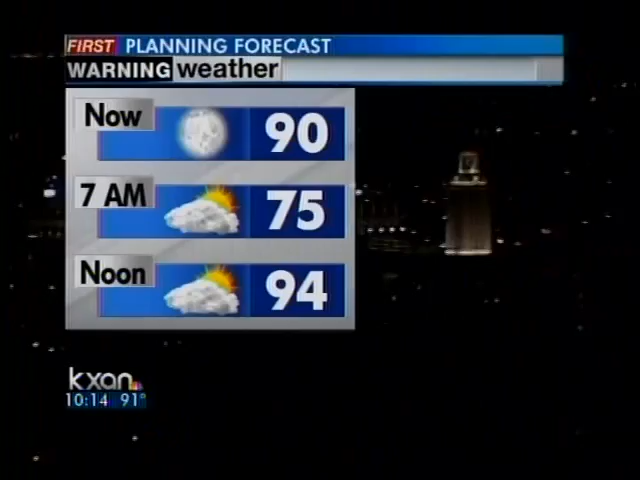 FIRST PLANNING FORECAST
WARNING weather
Now 90
7 AM 75
Noon 94
kxan
10:14 91°